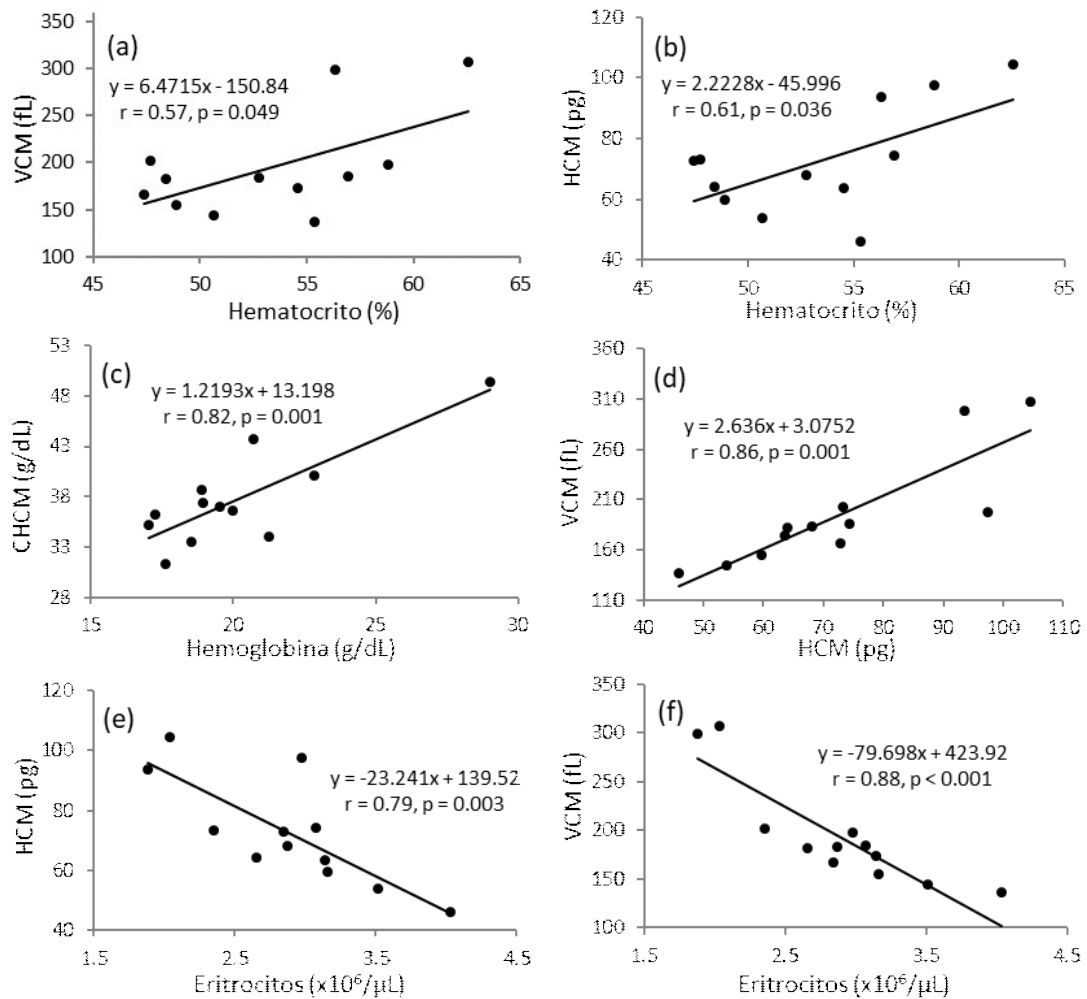 (a)
y = 6.4715x - 150.84
r = 0.57, p = 0.049
VCM (fL)
350
300
250
200
150
100
45 50 55 60 65
Hematocrito (%)
(b)
y = 2.2228x - 45.996
r = 0.61, p = 0.036
HCM (pg)
120
100
80
60
40
45 55 65
Hematocrito (%)
(c)
y = 1.2193x + 13.198
r = 0.82, p = 0.001
CHCM (g/dL)
53
48
43
38
33
28
15 20 25 30
Hemoglobina (g/dL)
(d)
y = 2.636x + 3.0752
r = 0.86, p = 0.001
VCM (fL)
360
310
260
210
160
110
40 50 60 70 80 90 100 110
HCM (pg)
(e)
y = -23.241x + 139.52
r = 0.79, p = 0.003
HCM (pg)
120
100
80
60
40
1.5 2.5 3.5 4.5
Eritrocitos (x10⁶/µL)
(f)
y = -79.698x + 423.92
r = 0.88, p < 0.001
VCM (fL)
350
300
250
200
150
100
1.5 2.5 3.5 4.5
Eritrocitos (x10⁶/µL)